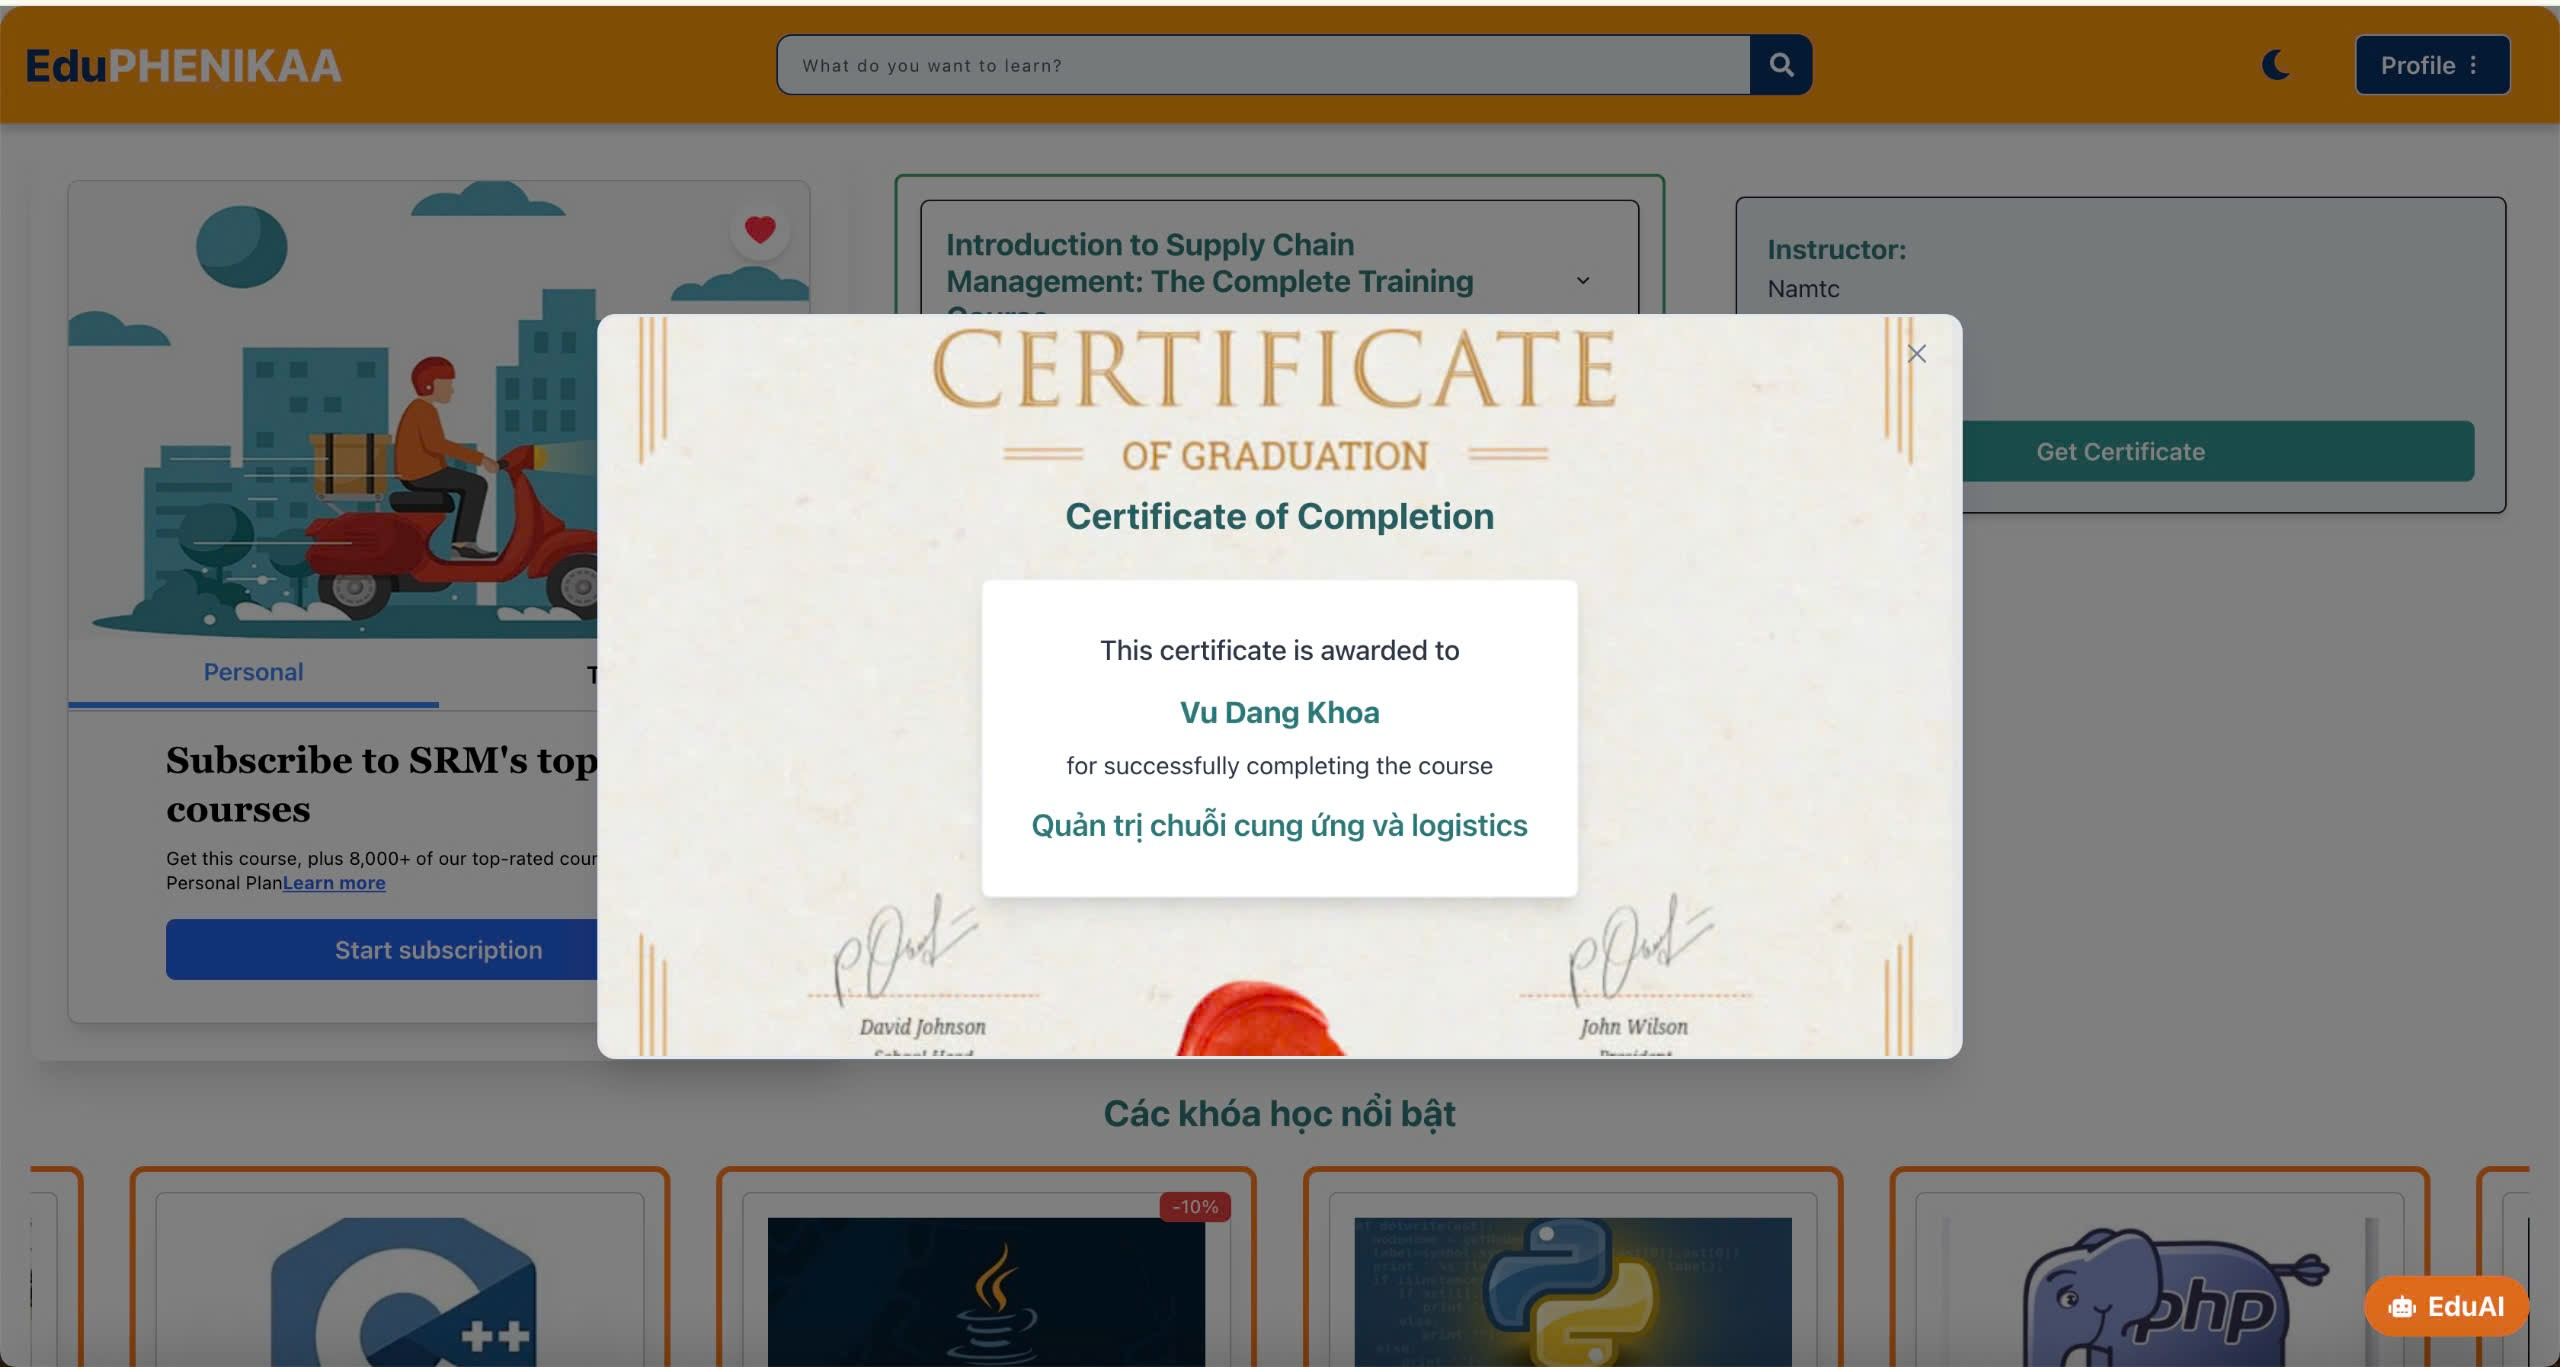 EduPHENIKAA
What do you want to learn?
Profile
Introduction to Supply Chain
Management: The Complete Training
Course
Instructor:
Namtc
Get Certificate
CERTIFICATE
OF GRADUATION
Certificate of Completion
This certificate is awarded to
Vu Dang Khoa
for successfully completing the course
Quản trị chuỗi cung ứng và logistics
David Johnson
School Head
John Wilson
President
Personal
T
Subscribe to SRM's top
courses
Get this course, plus 8,000+ of our top-rated cour
Personal PlanLearn more
Start subscription
Các khóa học nổi bật
++
-10%
php
EduAI